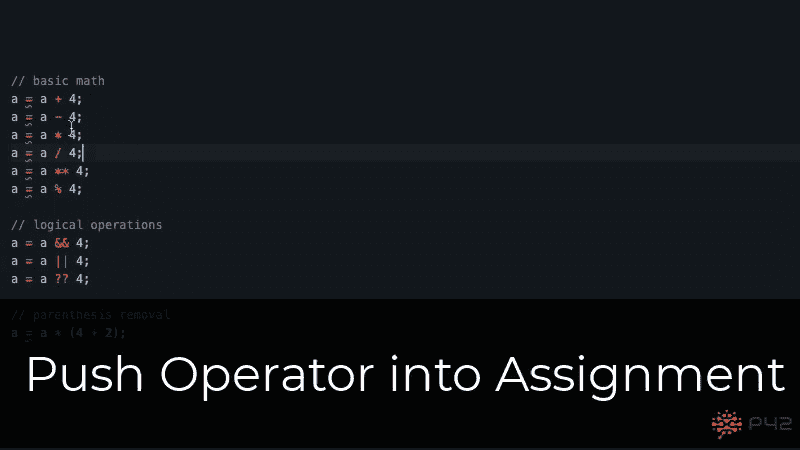 // basic math
a = a + 4;
a = a - 4;
a = a * 4;
a = a / 4;
a = a ** 4;
a = a % 4;
// logical operations
a = a && 4;
a = a || 4;
a = a ?? 4;
// parenthesis removal
a = a * (4 + 2);
Push Operator into Assignment
P42